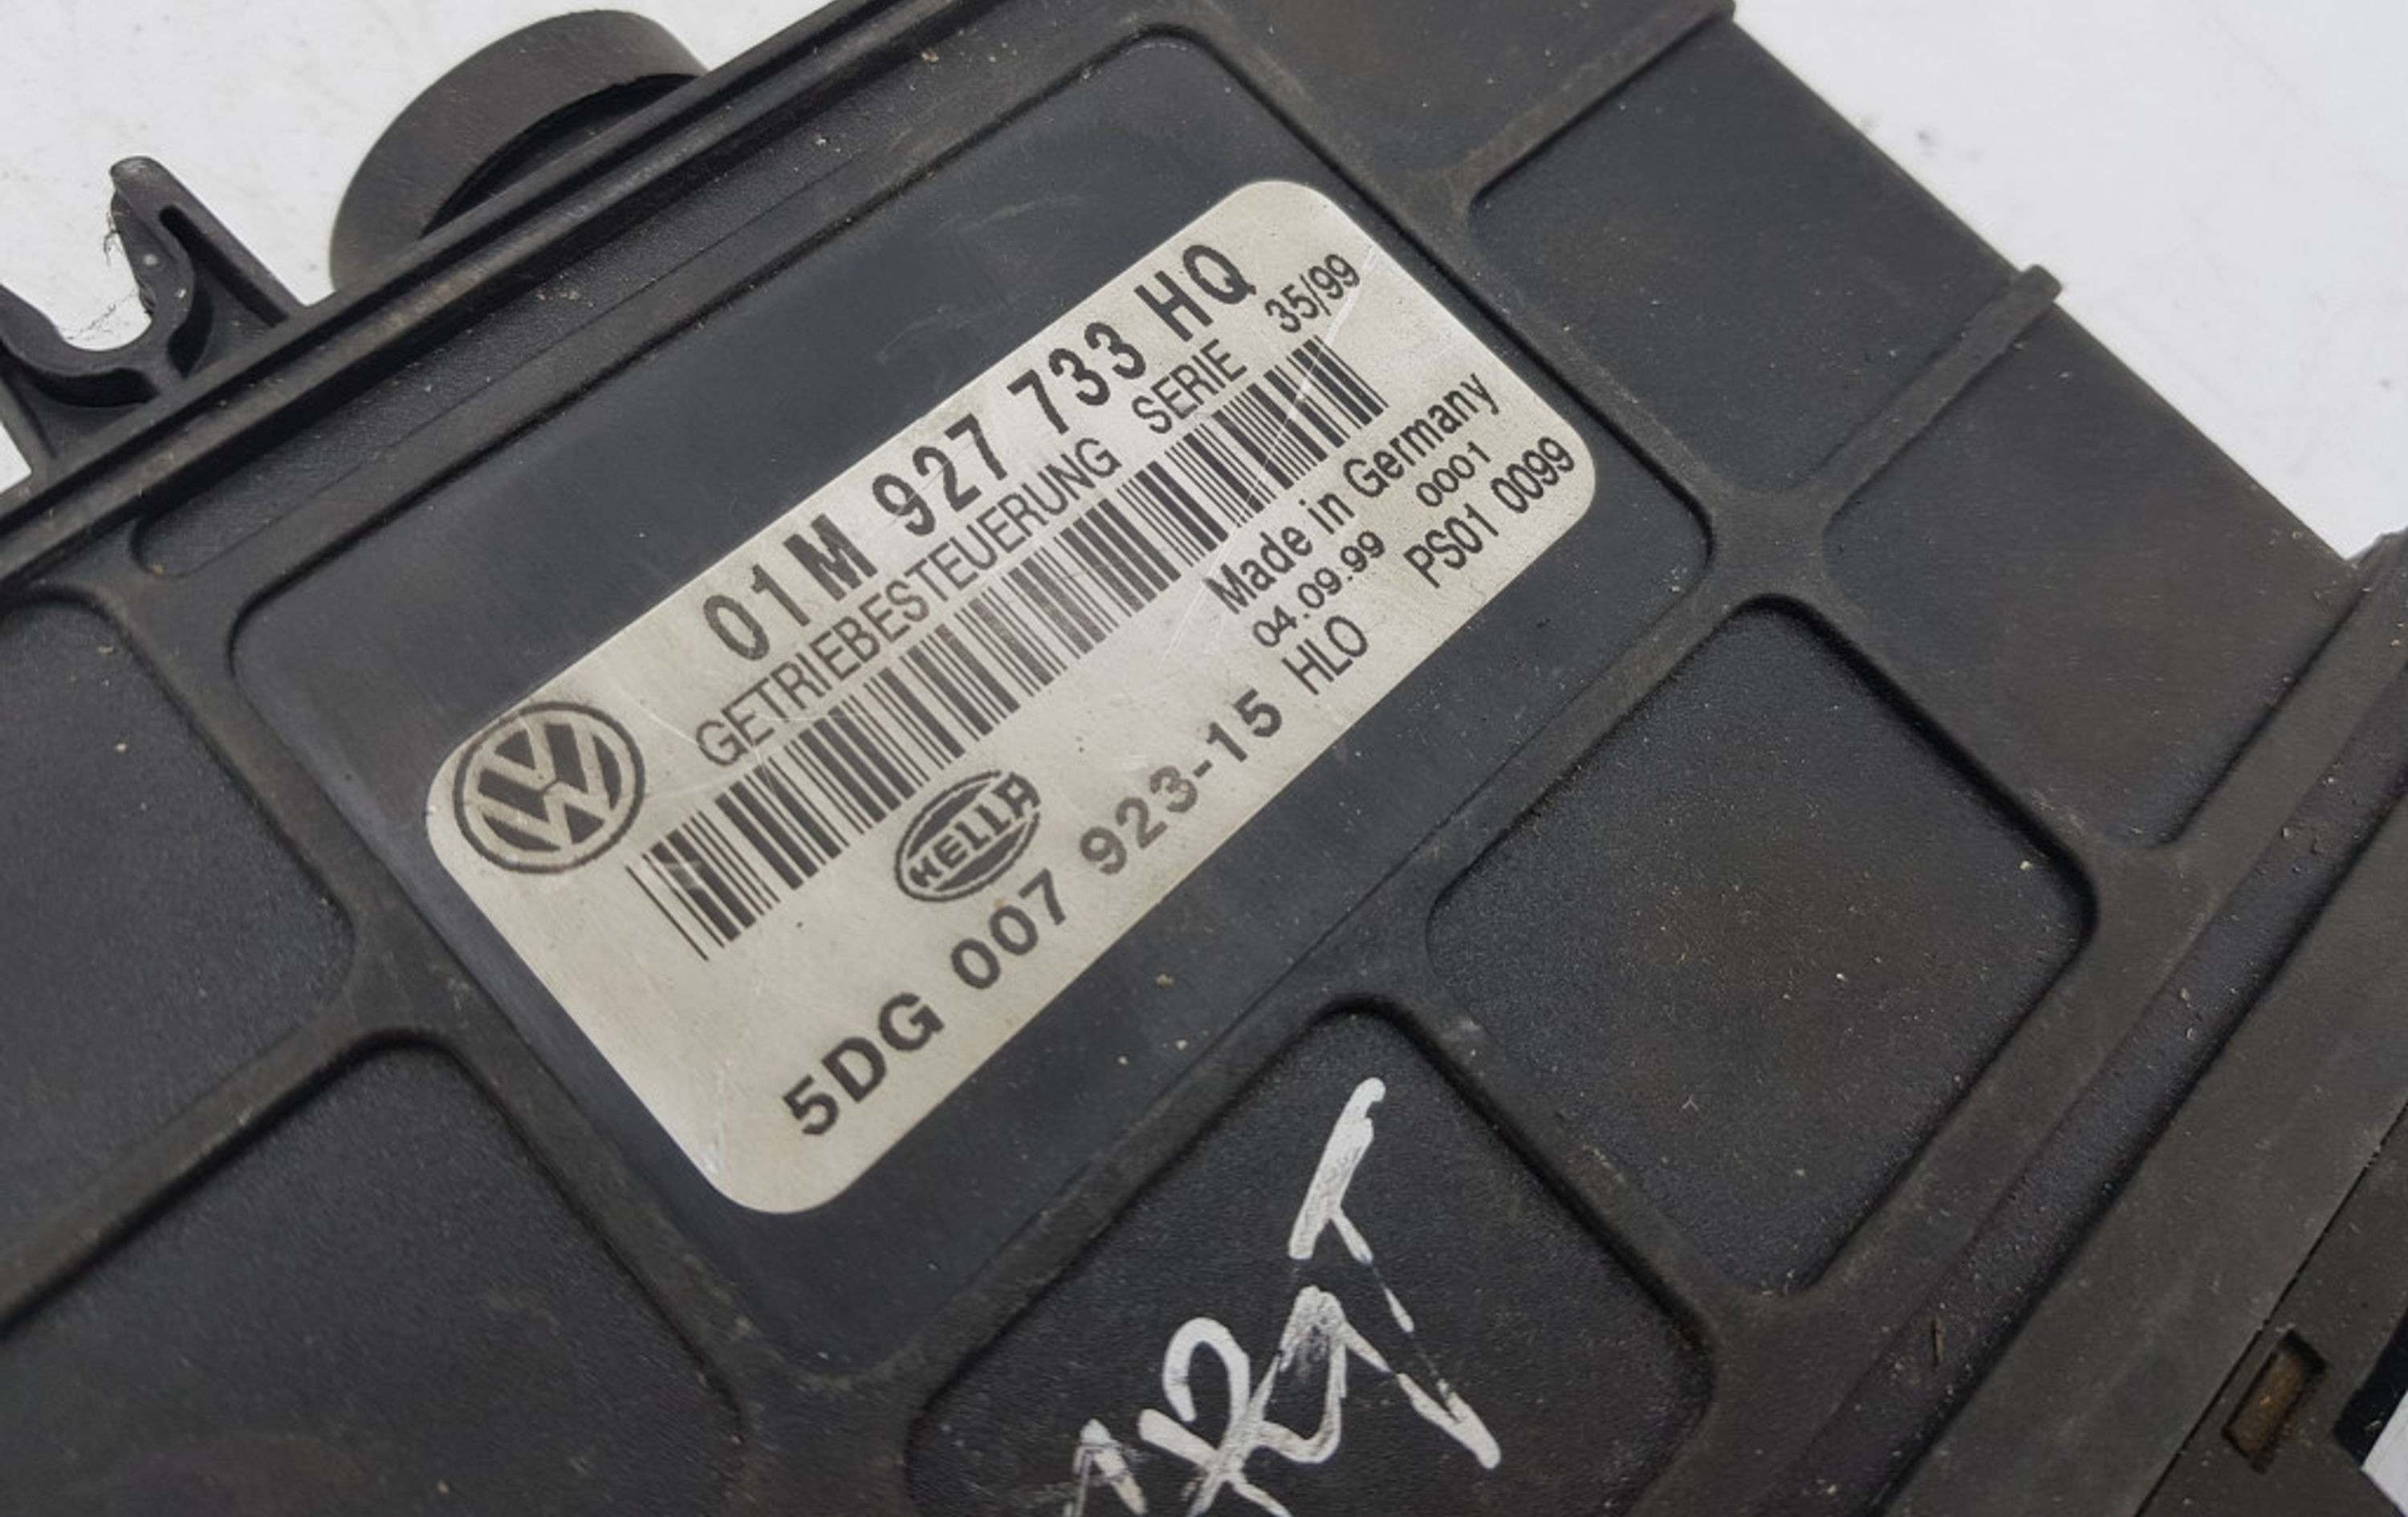 01M 927 733 HQ
GETRIEBESTEUERUNG SERIE 35/99
Made in Germany
04.09.99 0001
HELLA
HLO PS01 0099
5DG 007 923-15